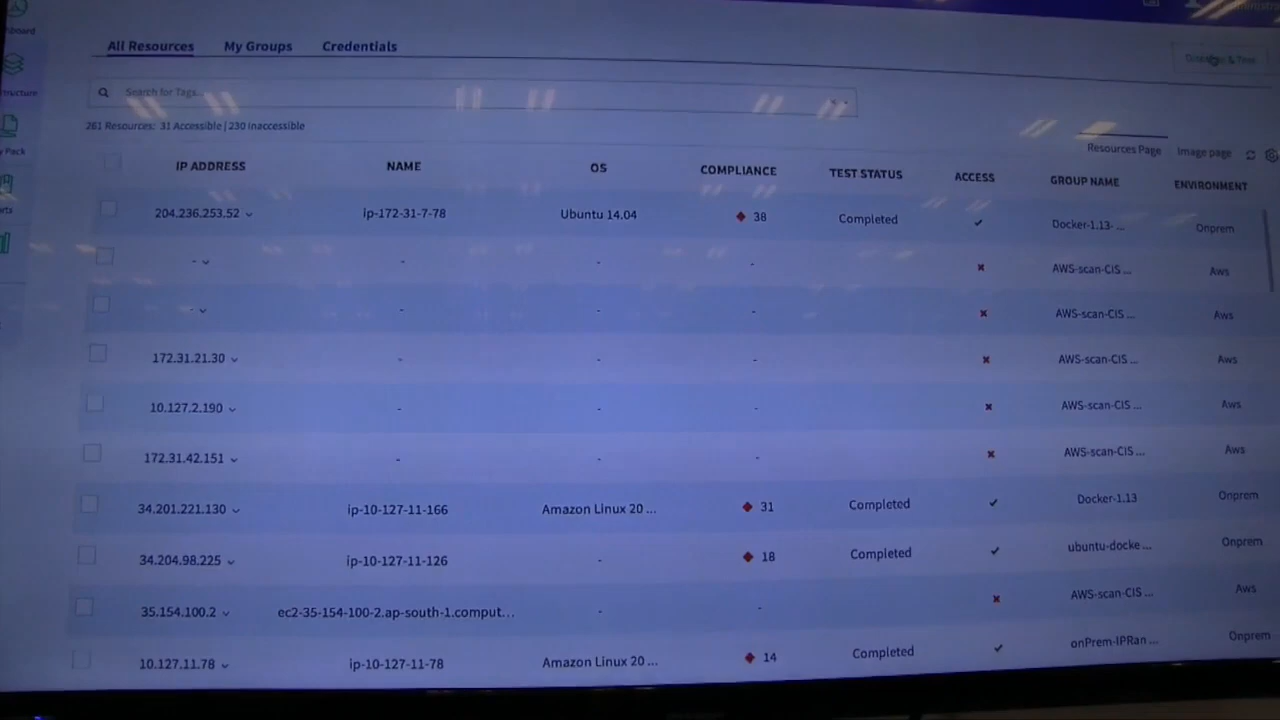 All Resources My Groups Credentials
Search for Tags...
261 Resources: 31 Accessible | 230 Inaccessible
Resources Page Image page
IP ADDRESS NAME OS COMPLIANCE TEST STATUS ACCESS GROUP NAME ENVIRONMENT
204.236.253.52 ip-172-31-7-78 Ubuntu 14.04 38 Completed Docker-1.13- ... Onprem
- - - - AWS-scan-CIS ... Aws
- - - - AWS-scan-CIS ... Aws
172.31.21.30 - - - AWS-scan-CIS ... Aws
10.127.2.190 - - - AWS-scan-CIS ... Aws
172.31.42.151 - - - AWS-scan-CIS ... Aws
34.201.221.130 ip-10-127-11-166 Amazon Linux 20 ... 31 Completed Docker-1.13 Onprem
34.204.98.225 ip-10-127-11-126 - 18 Completed ubuntu-docke ... Onprem
35.154.100.2 ec2-35-154-100-2.ap-south-1.comput... - - AWS-scan-CIS ... Aws
10.127.11.78 ip-10-127-11-78 Amazon Linux 20 ... 14 Completed onPrem-IPRan ... Onprem